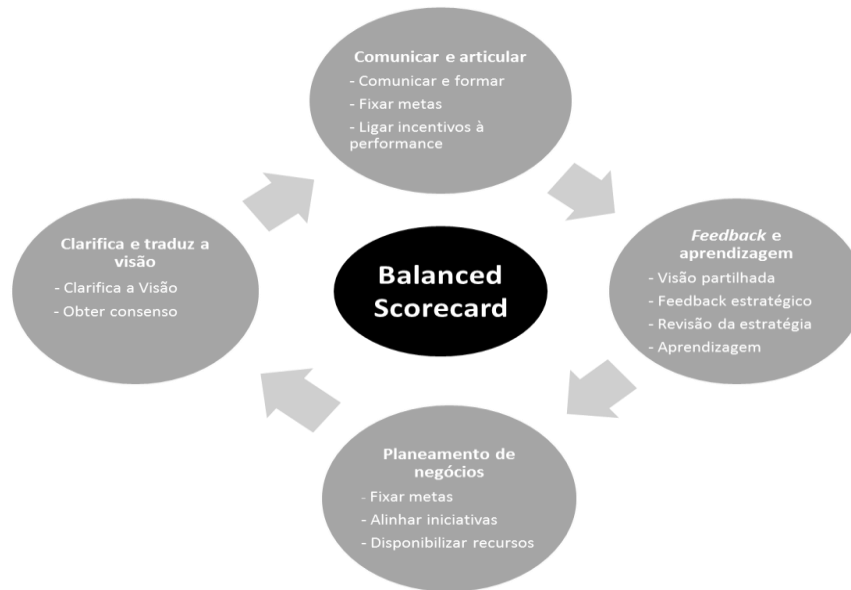 Comunicar e articular
- Comunicar e formar
- Fixar metas
- Ligar incentivos à
performance
Clarifica e traduz a
visão
- Clarifica a Visão
- Obter consenso
Balanced
Scorecard
Feedback e
aprendizagem
- Visão partilhada
- Feedback estratégico
- Revisão da estratégia
- Aprendizagem
Planeamento de
negócios
- Fixar metas
- Alinhar iniciativas
- Disponibilizar recursos